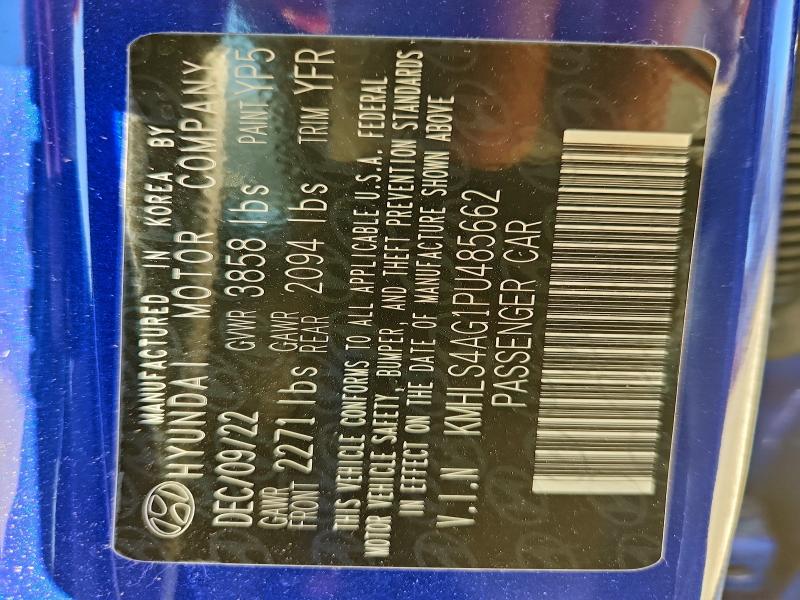 MANUFACTURED IN KOREA BY
HYUNDAI MOTOR COMPANY
DEC/09/22 GVWR 3858 lbs PAINT YP5
GAWR FRONT 2271 lbs GAWR REAR 2094 lbs TRIM YFR
THIS VEHICLE CONFORMS TO ALL APPLICABLE U.S.A. FEDERAL
MOTOR VEHICLE SAFETY, BUMPER, AND THEFT PREVENTION STANDARDS
IN EFFECT ON THE DATE OF MANUFACTURE SHOWN ABOVE
V.I.N KMHLS4AG1PU485662
PASSENGER CAR